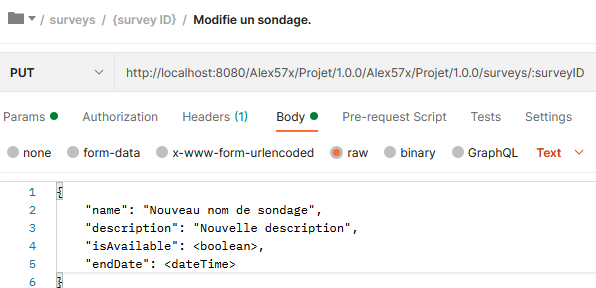 / surveys / {survey ID} / Modifie un sondage.
PUT http://localhost:8080/Alex57x/Projet/1.0.0/Alex57x/Projet/1.0.0/surveys/:surveyID
Params Authorization Headers (1) Body Pre-request Script Tests Settings
none form-data x-www-form-urlencoded raw binary GraphQL Text
1 {
2 "name": "Nouveau nom de sondage",
3 "description": "Nouvelle description",
4 "isAvailable": <boolean>,
5 "endDate": <dateTime>
6 }